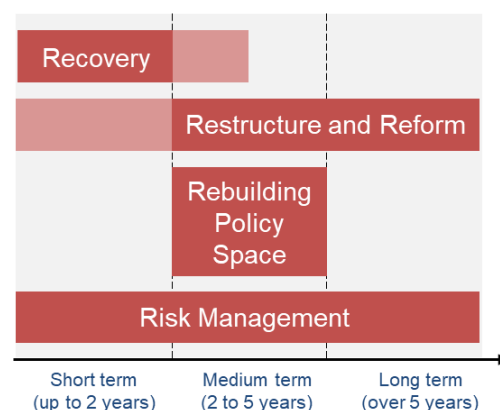 Recovery
Restructure and Reform
Rebuilding
Policy
Space
Risk Management
Short term
(up to 2 years)
Medium term
(2 to 5 years)
Long term
(over 5 years)